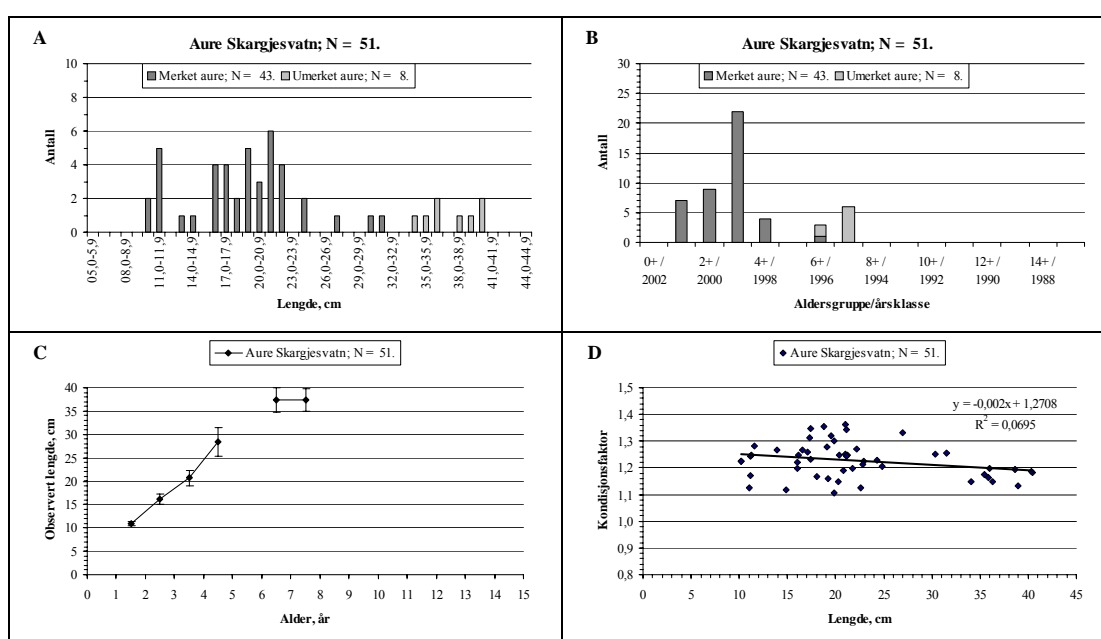 A
Aure Skargjesvatn; N = 51.
Merket aure; N = 43. Umerket aure; N = 8.
Antall
10
8
6
4
2
0
05,0-5,9 08,0-8,9 11,0-11,9 14,0-14,9 17,0-17,9 20,0-20,9 23,0-23,9 26,0-26,9 29,0-29,9 32,0-32,9 35,0-35,9 38,0-38,9 41,0-41,9 44,0-44,9
Lengde, cm
B
Aure Skargjesvatn; N = 51.
Merket aure; N = 43. Umerket aure; N = 8.
Antall
30
25
20
15
10
5
0
0+ / 2+ / 4+ / 6+ / 8+ / 10+ / 12+ / 14+ /
2002 2000 1998 1996 1994 1992 1990 1988
Aldersgruppe/årsklasse
C
Aure Skargjesvatn; N = 51.
Observert lengde, cm
40
35
30
25
20
15
10
5
0
0 1 2 3 4 5 6 7 8 9 10 11 12 13 14 15
Alder, år
D
Aure Skargjesvatn; N = 51.
y = -0,002x + 1,2708
R² = 0,0695
Kondisjonsfaktor
1,5
1,4
1,3
1,2
1,1
1,0
0,9
0,8
0 5 10 15 20 25 30 35 40 45
Lengde, cm